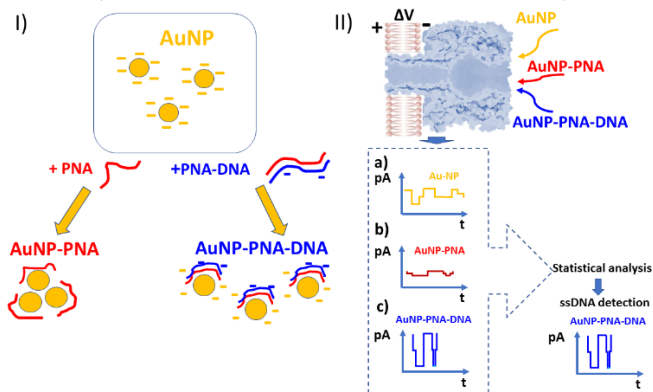 I)
AuNP
+ PNA
+PNA-DNA
AuNP-PNA
AuNP-PNA-DNA
II)
ΔV
+
-
AuNP
AuNP-PNA
AuNP-PNA-DNA
a)
pA
Au-NP
t
b)
pA
AuNP-PNA
t
c)
AuNP-PNA-DNA
pA
t
Statistical analysis
ssDNA detection
AuNP-PNA-DNA
pA
t